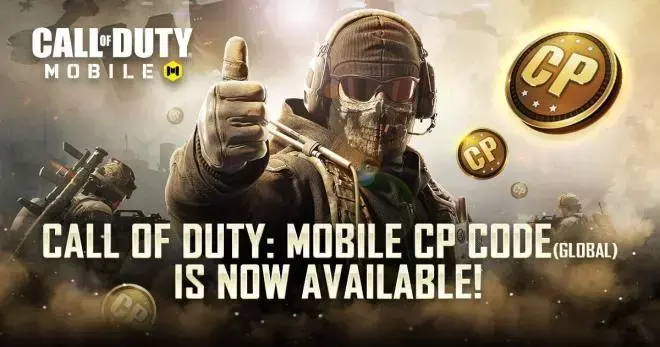 CALL OF DUTY
MOBILE
CP
CP
CALL OF DUTY: MOBILE CP CODE(GLOBAL)
IS NOW AVAILABLE!
CP